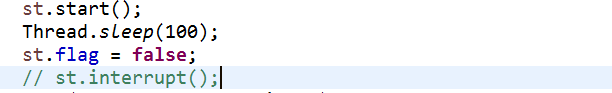 st.start();
Thread.sleep(100);
st.flag = false;
// st.interrupt();